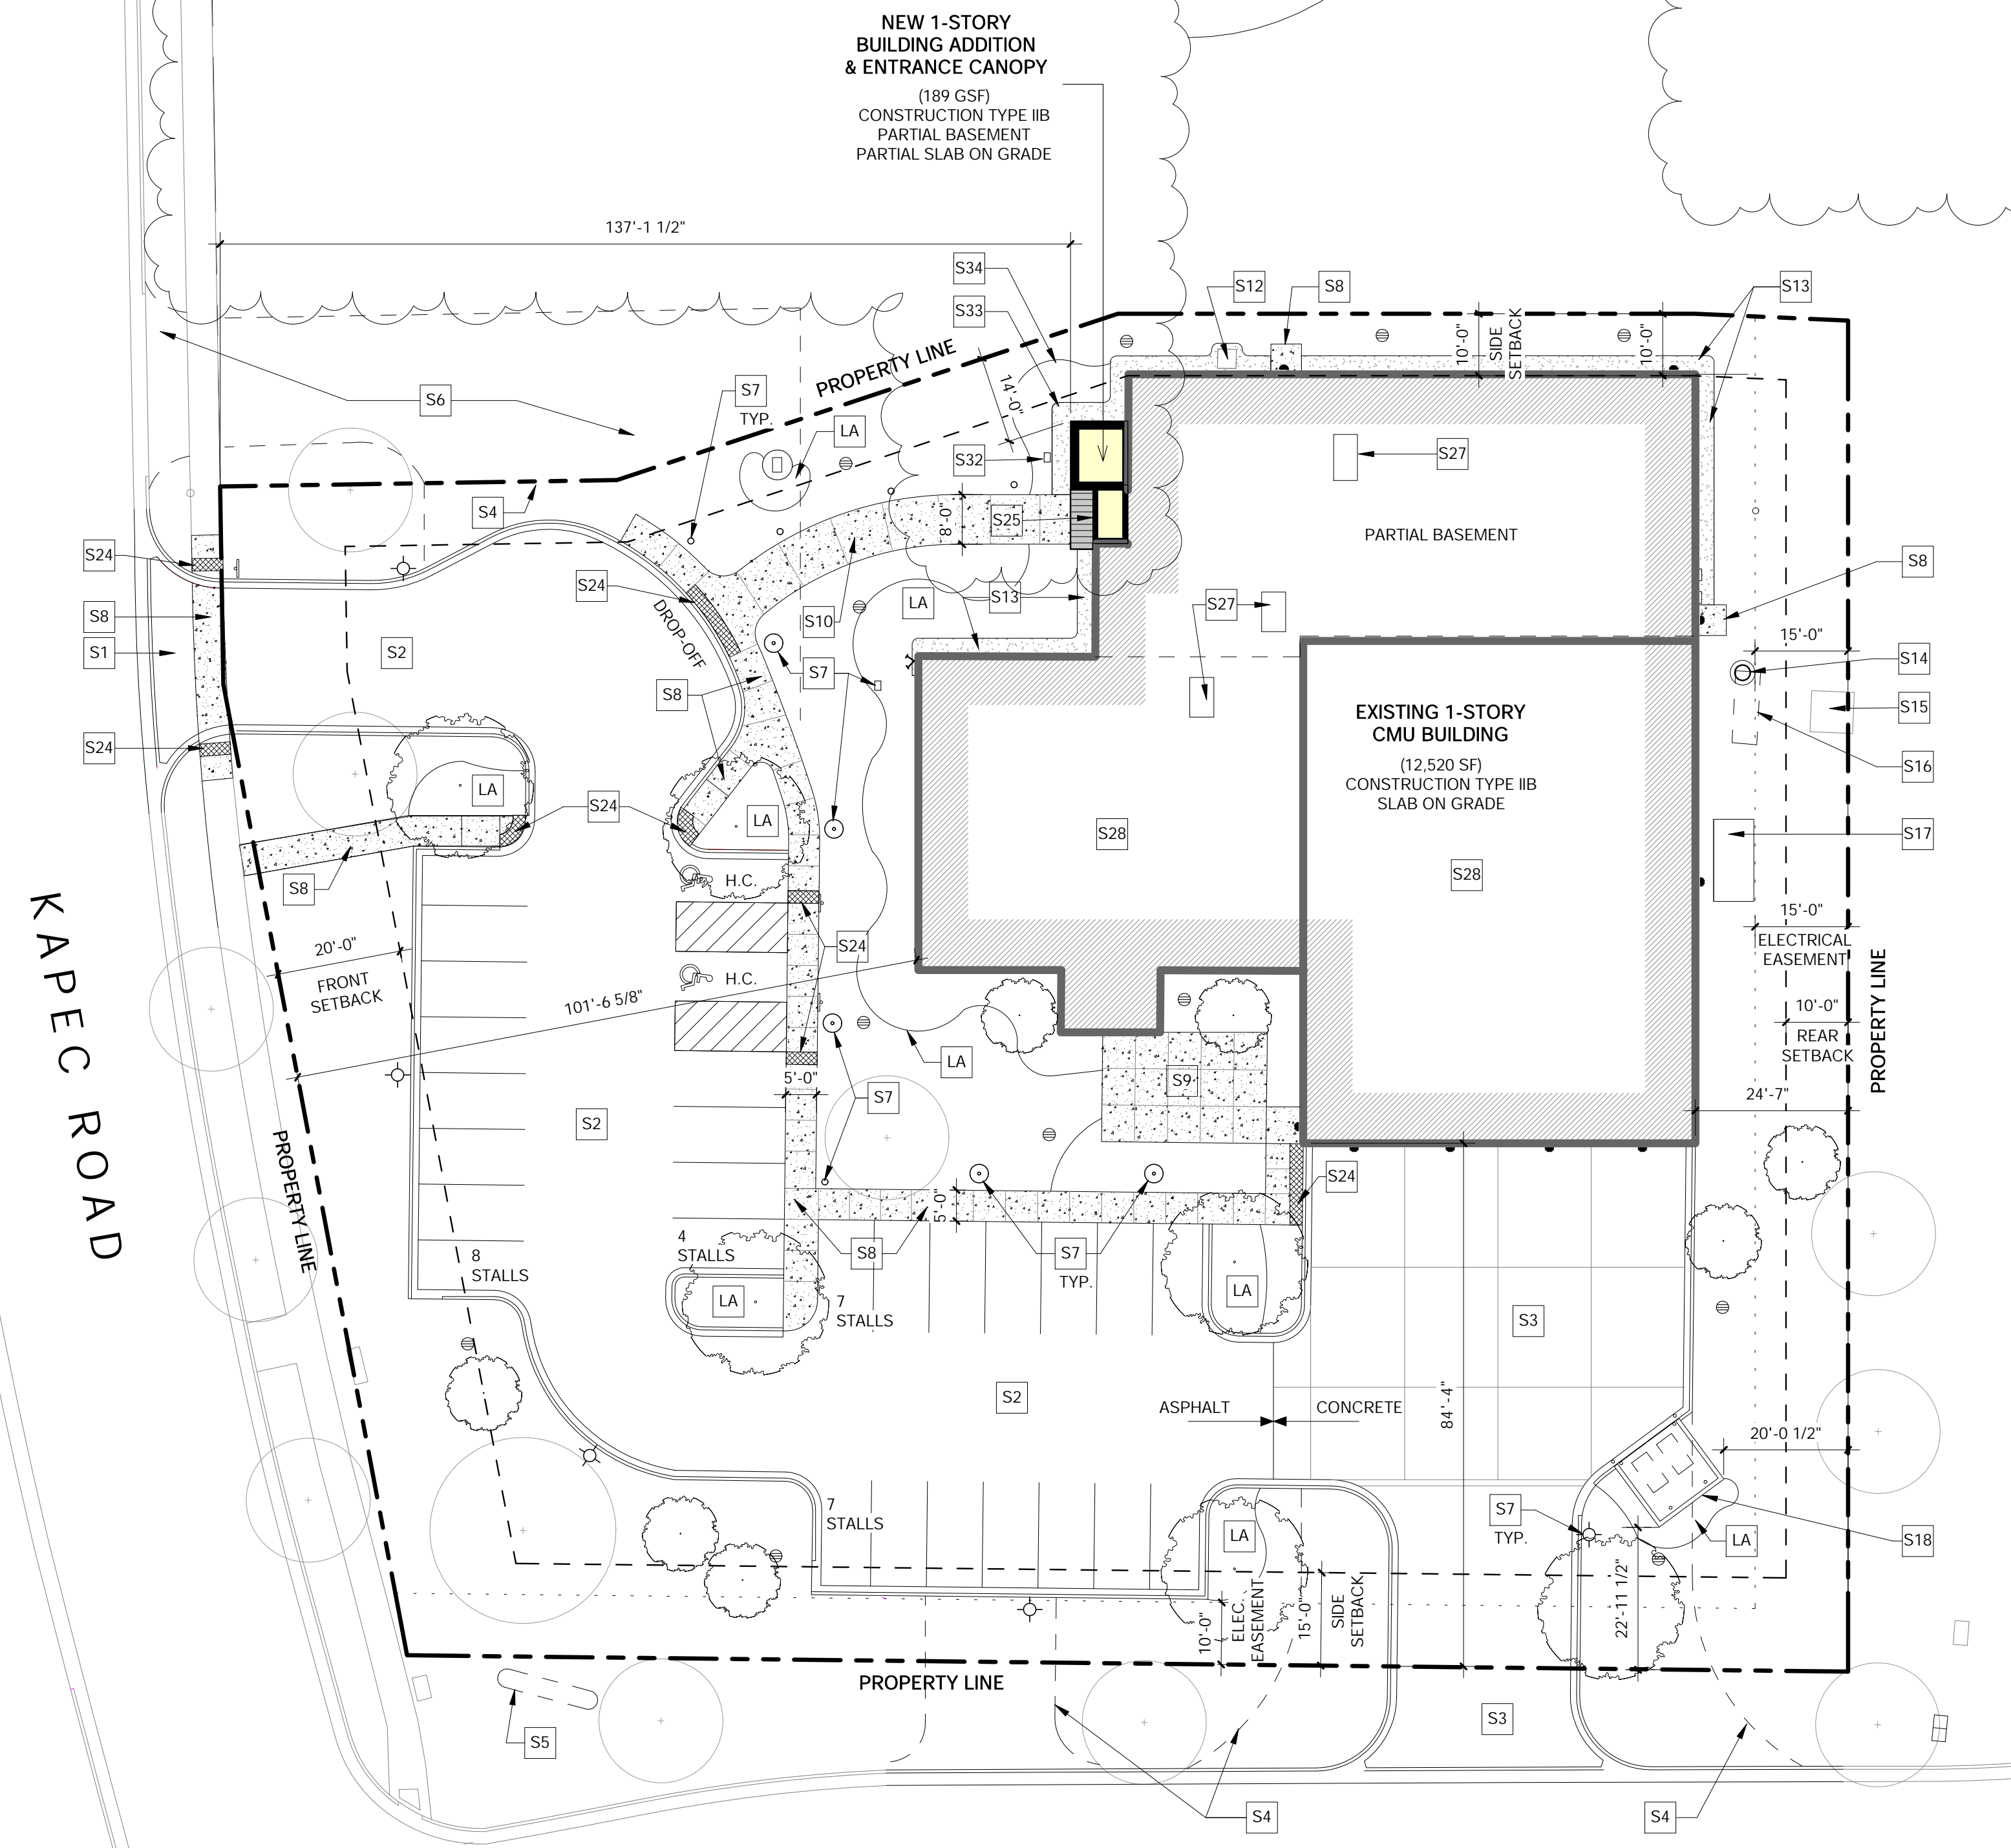 NEW 1-STORY
BUILDING ADDITION
& ENTRANCE CANOPY
(189 GSF)
CONSTRUCTION TYPE IIB
PARTIAL BASEMENT
PARTIAL SLAB ON GRADE
137'-1 1/2"
S34
S33
S12
S8
S13
10'-0"
SIDE
SETBACK
10'-0"
PROPERTY LINE
14'-0"
S6
S7
TYP.
LA
S32
S27
S4
8'-0"
S25
PARTIAL BASEMENT
S24
S24
S8
S8
S1
S2
DROP-OFF
S10
LA
S13
S27
15'-0"
S14
S7
S8
S15
S24
EXISTING 1-STORY
CMU BUILDING
(12,520 SF)
CONSTRUCTION TYPE IIB
SLAB ON GRADE
S16
LA
S24
LA
S28
S28
S17
S8
H.C.
15'-0"
ELECTRICAL
EASEMENT
20'-0"
FRONT
SETBACK
S24
H.C.
101'-6 5/8"
KAPEC ROAD
10'-0"
REAR
SETBACK
PROPERTY LINE
LA
5'-0"
S9
S7
24'-7"
S2
PROPERTY LINE
S24
5'-0"
4
STALLS
8
STALLS
S8
S7
TYP.
LA
LA
7
STALLS
S3
S2
ASPHALT
CONCRETE
84'-4"
20'-0 1/2"
7
STALLS
S7
TYP.
LA
LA
S18
10'-0"
ELEC.
EASEMENT
15'-0"
SIDE
SETBACK
22'-11 1/2"
PROPERTY LINE
S5
S3
S4
S4